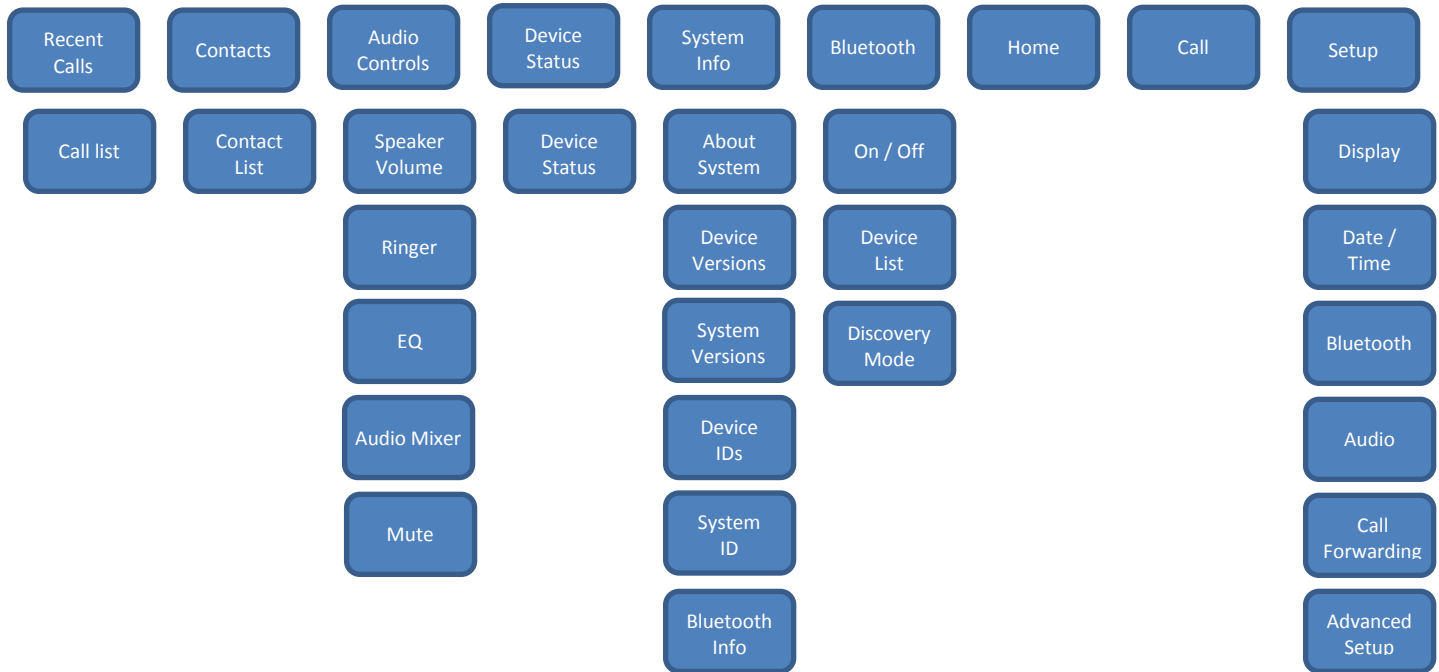 Recent
Calls
Contacts
Audio
Controls
Device
Status
System
Info
Bluetooth
Home
Call
Setup
Call list
Contact
List
Speaker
Volume
Device
Status
About
System
On / Off
Display
Ringer
Device
Versions
Device
List
Date /
Time
EQ
System
Versions
Discovery
Mode
Bluetooth
Audio Mixer
Device
IDs
Audio
Mute
System
ID
Call
Forwarding
Bluetooth
Info
Advanced
Setup